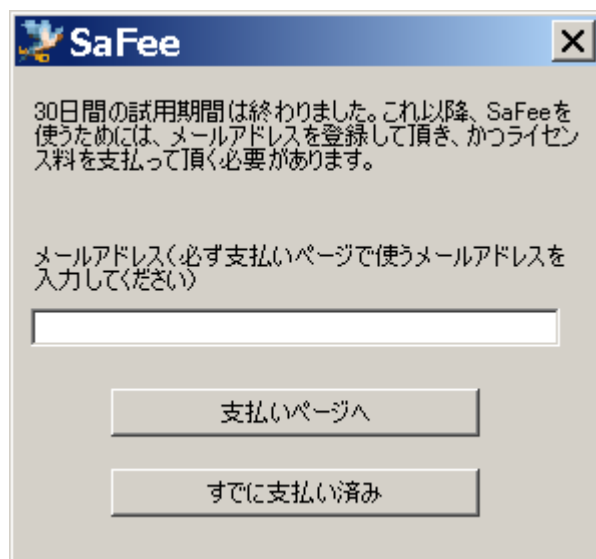 SaFee
30日間の試用期間は終わりました。これ以降、SaFeeを
使うためには、メールアドレスを登録して頂き、かつライセン
ス料を支払って頂く必要があります。
メールアドレス(必ず支払いページで使うメールアドレスを
入力してください)
支払いページへ
すでに支払い済み